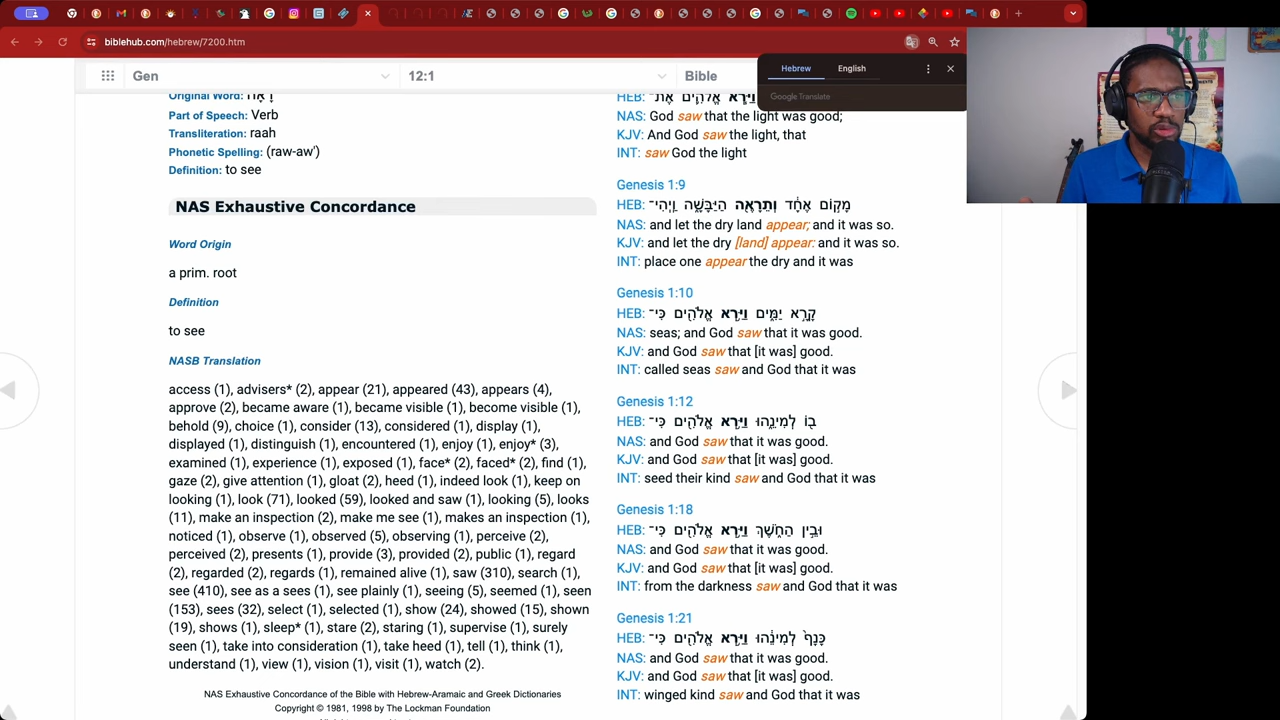 biblehub.com/hebrew/7200.htm
Gen
12:1
Bible
Hebrew
English
Google Translate
Original Word: רָאָה
Part of Speech: Verb
Transliteration: raah
Phonetic Spelling: (raw-aw')
Definition: to see
NAS Exhaustive Concordance
Word Origin
a prim. root
Definition
to see
NASB Translation
access (1), advisers* (2), appear (21), appeared (43), appears (4),
approve (2), became aware (1), became visible (1), become visible (1),
behold (9), choice (1), consider (13), considered (1), display (1),
displayed (1), distinguish (1), encountered (1), enjoy (1), enjoy* (3),
examined (1), experience (1), exposed (1), face* (2), faced* (2), find (1),
gaze (2), give attention (1), gloat (2), heed (1), indeed look (1), keep on
looking (1), look (71), looked (59), looked and saw (1), looking (5), looks
(11), make an inspection (2), make me see (1), makes an inspection (1),
noticed (1), observe (1), observed (5), observing (1), perceive (2),
perceived (2), presents (1), provide (3), provided (2), public (1), regard
(2), regarded (2), regards (1), remained alive (1), saw (310), search (1),
see (410), see as a sees (1), see plainly (1), seeing (5), seemed (1), seen
(153), sees (32), select (1), selected (1), show (24), showed (15), shown
(19), shows (1), sleep* (1), stare (2), staring (1), supervise (1), surely
seen (1), take into consideration (1), take heed (1), tell (1), think (1),
understand (1), view (1), vision (1), visit (1), watch (2).
NAS Exhaustive Concordance of the Bible with Hebrew-Aramaic and Greek Dictionaries
Copyright © 1981, 1998 by The Lockman Foundation
HEB: וַיַּ֧רְא אֱלֹהִ֛ים אֶת־
NAS: God saw that the light was good;
KJV: And God saw the light, that
INT: saw God the light
Genesis 1:9
HEB: מָקוֹם אֶחָ֔ד וְתֵרָאֶ֖ה הַיַּבָּשָׁ֑ה וַֽיְהִי־
NAS: and let the dry land appear; and it was so.
KJV: and let the dry [land] appear: and it was so.
INT: place one appear the dry and it was
Genesis 1:10
HEB: קָרָ֣א יַמִּ֑ים וַיַּ֥רְא אֱלֹהִ֖ים כִּי־
NAS: seas; and God saw that it was good.
KJV: and God saw that [it was] good.
INT: called seas saw and God that it was
Genesis 1:12
HEB: ב֖וֹ לְמִינֵ֑הוּ וַיַּ֥רְא אֱלֹהִ֖ים כִּי־
NAS: and God saw that it was good.
KJV: and God saw that [it was] good.
INT: seed their kind saw and God that it was
Genesis 1:18
HEB: וּבֵ֣ין הַחֹ֑שֶׁךְ וַיַּ֥רְא אֱלֹהִ֖ים כִּי־
NAS: and God saw that it was good.
KJV: and God saw that [it was] good.
INT: from the darkness saw and God that it was
Genesis 1:21
HEB: כָּנָף֙ לְמִינֵ֔הוּ וַיַּ֥רְא אֱלֹהִ֖ים כִּי־
NAS: and God saw that it was good.
KJV: and God saw that [it was] good.
INT: winged kind saw and God that it was